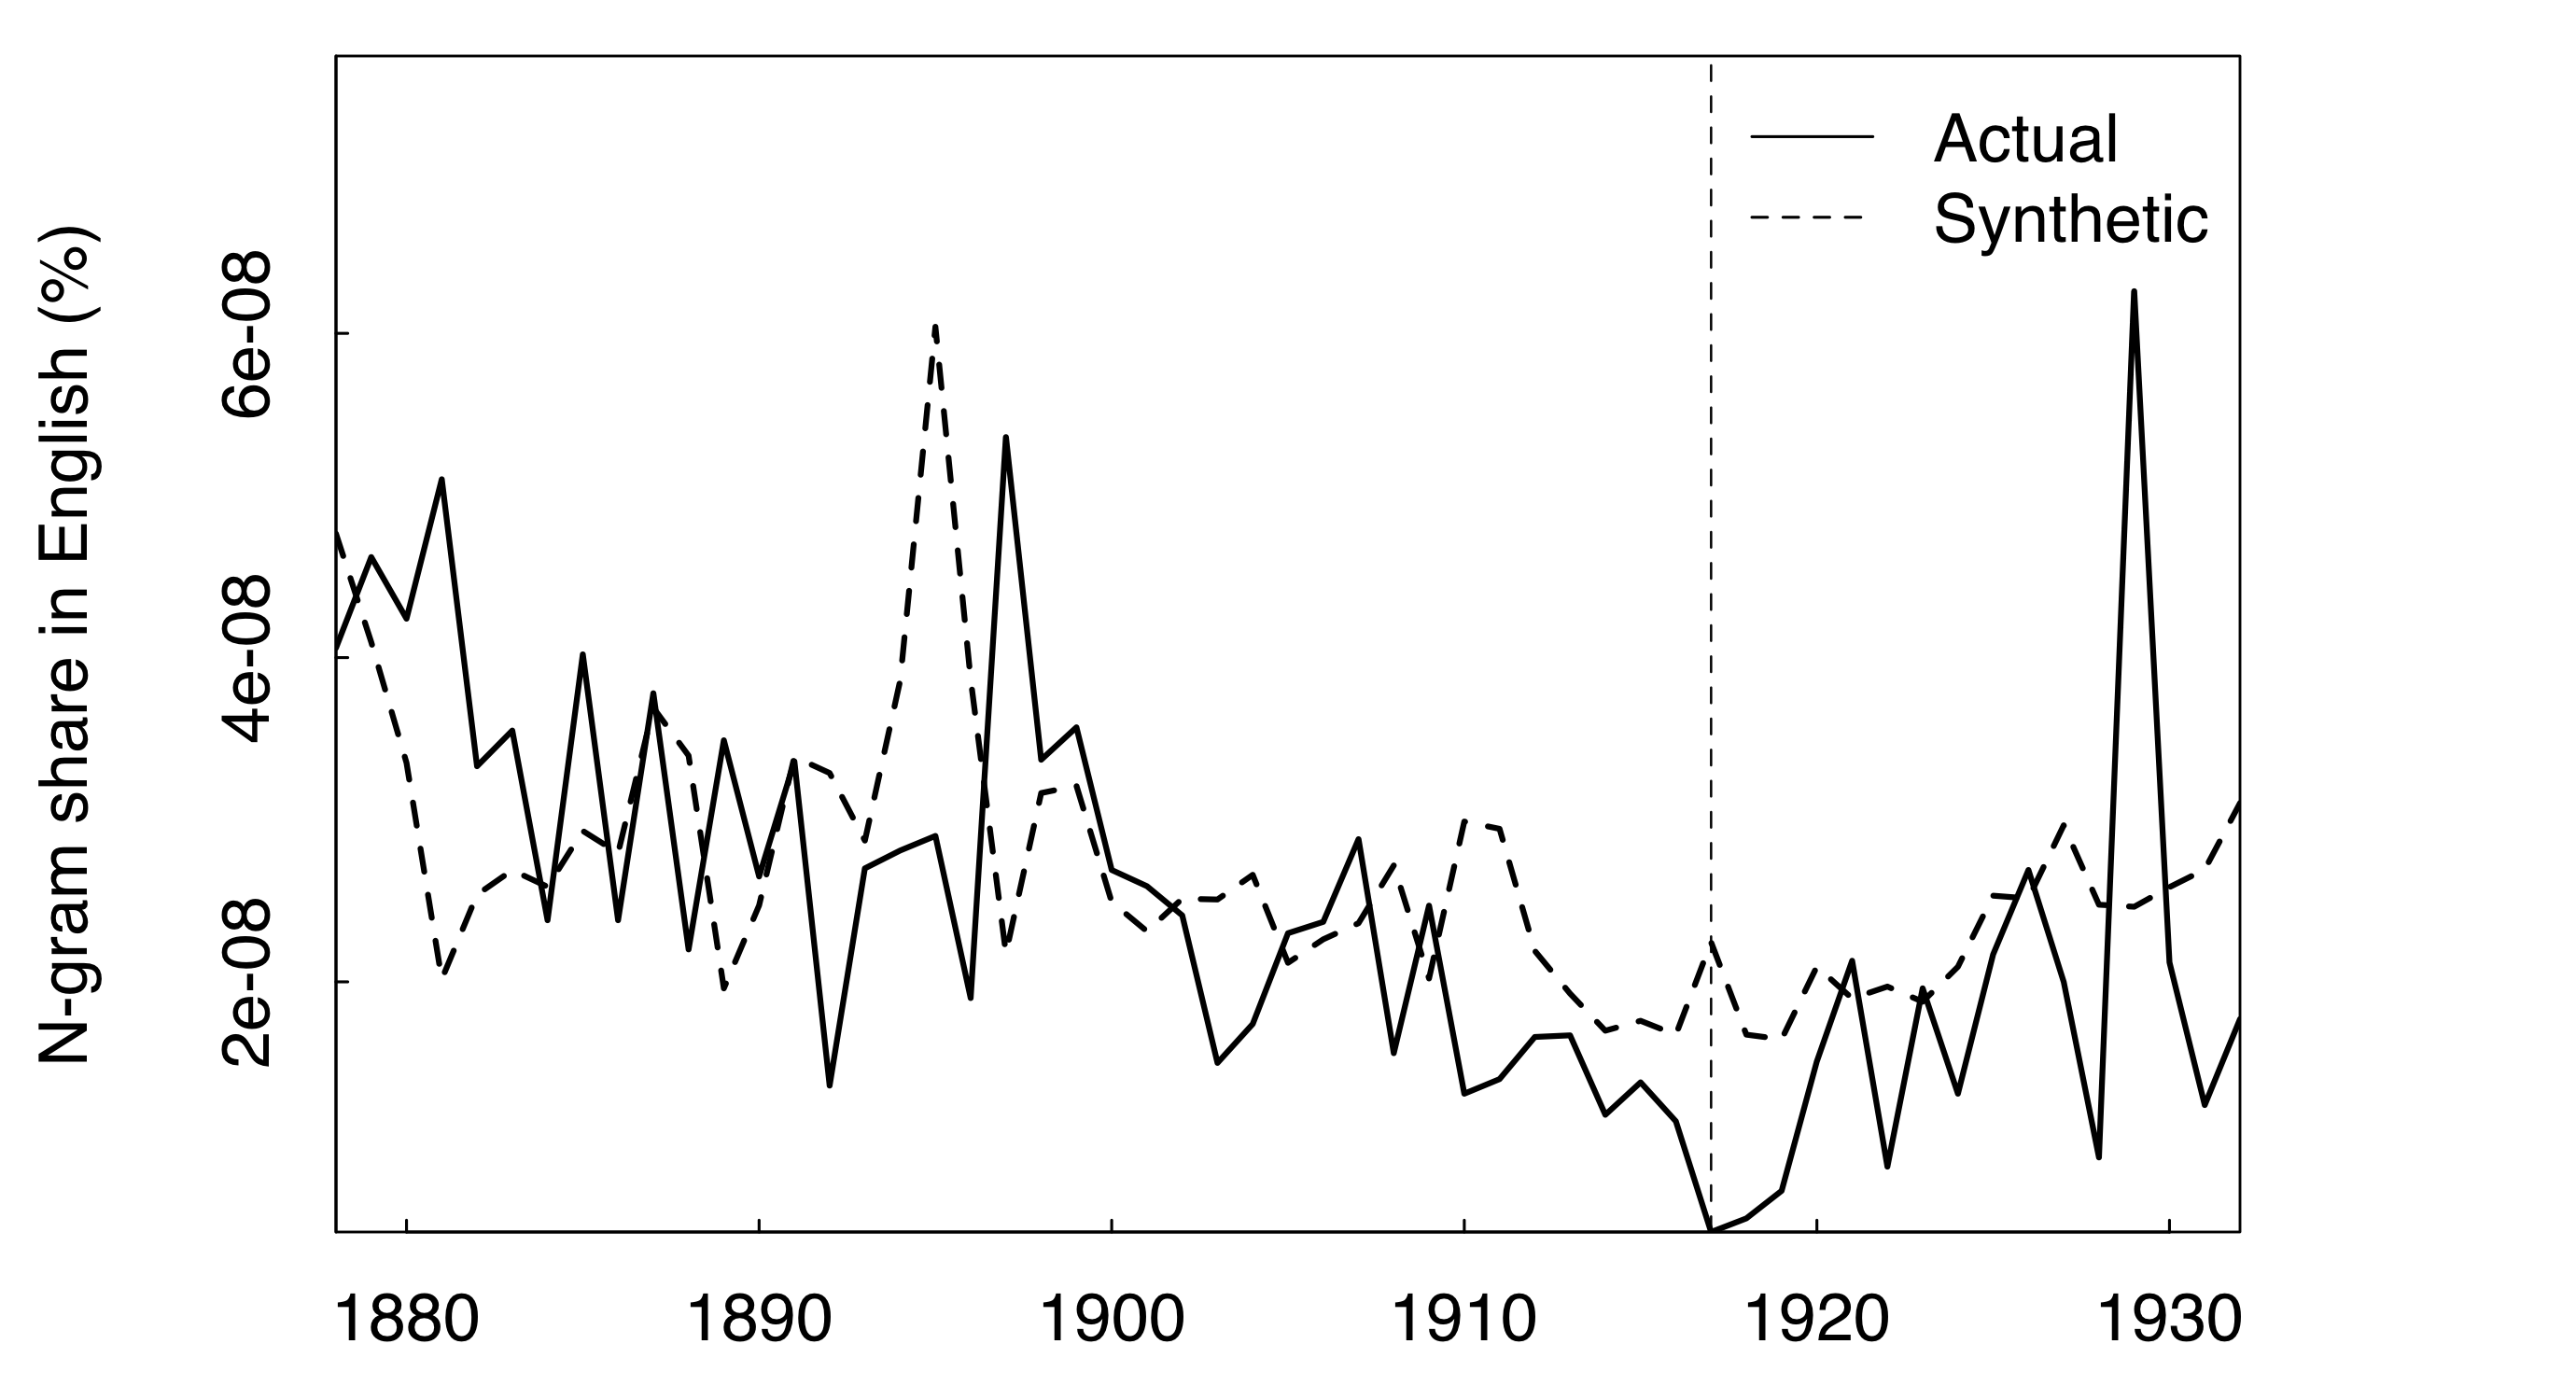 N-gram share in English (%)
6e-08
4e-08
2e-08
Actual
Synthetic
1880 1890 1900 1910 1920 1930